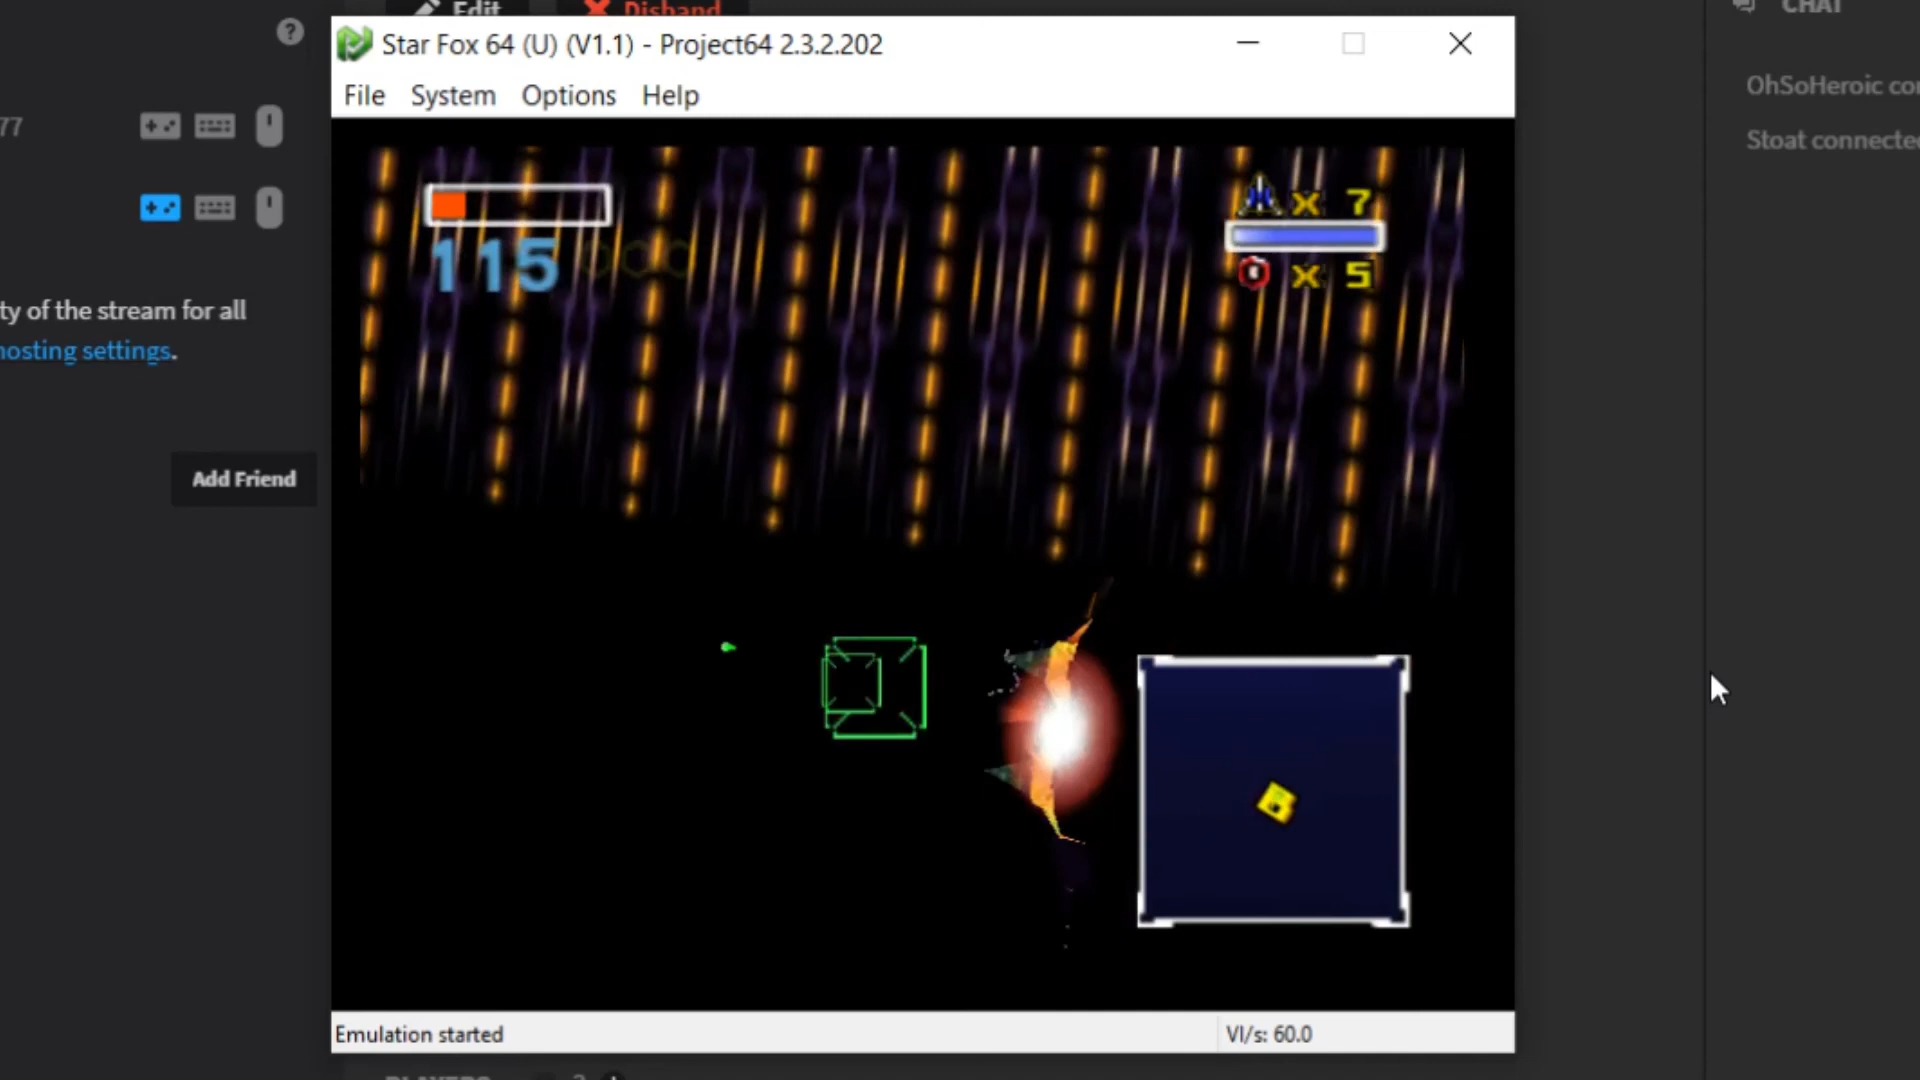 Edit
Disband
CHAT
Star Fox 64 (U) (V1.1) - Project64 2.3.2.202
File System Options Help
OhSoHeroic co
77
Stoat connected
x 7
115
x 5
ty of the stream for all
hosting settings.
Add Friend
Emulation started
VI/s: 60.0
PLAYERS